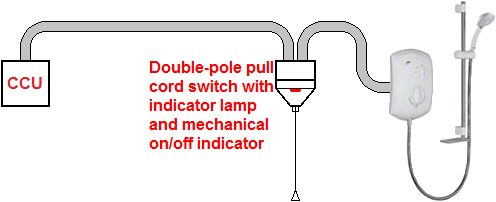 CCU
Double-pole pull
cord switch with
indicator lamp
and mechanical
on/off indicator